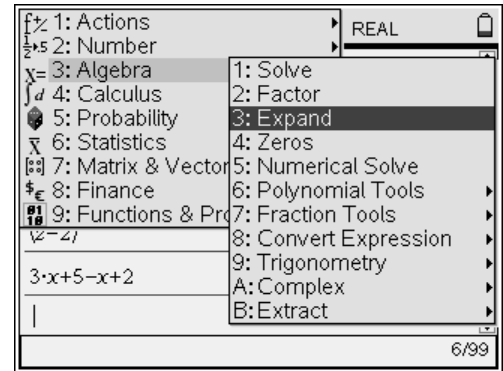 1: Actions
2: Number
3: Algebra
4: Calculus
5: Probability
6: Statistics
7: Matrix & Vector
8: Finance
9: Functions & Pr
REAL
1: Solve
2: Factor
3: Expand
4: Zeros
5: Numerical Solve
6: Polynomial Tools
7: Fraction Tools
8: Convert Expression
9: Trigonometry
A: Complex
B: Extract
3·x+5−x+2
6/99